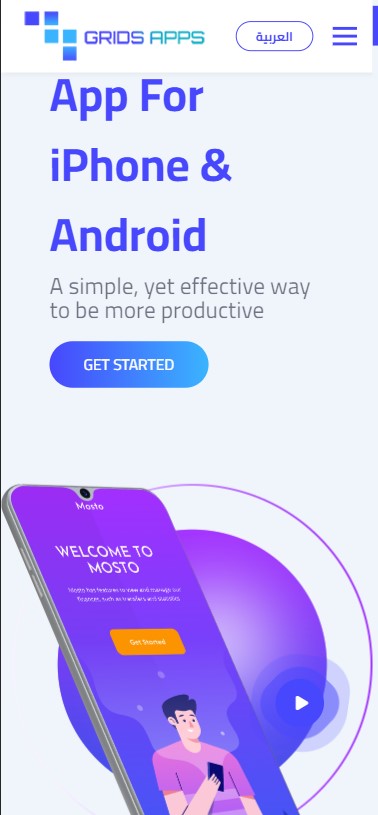 GRIDS APPS
العربية
App For
iPhone &
Android
A simple, yet effective way
to be more productive
GET STARTED
Mosto
WELCOME TO
MOSTO
Mosto has features to view and manage your
finances, such as transfers and statistics
Get Started